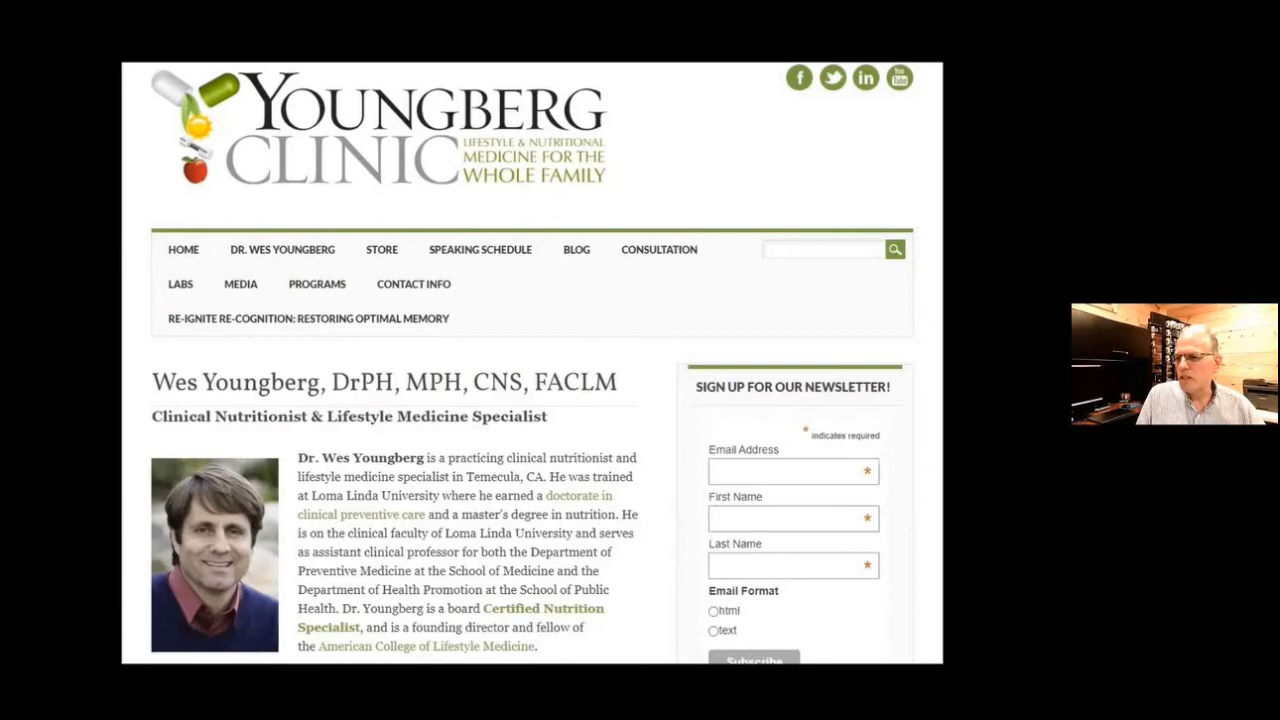 YOUNGBERG
CLINIC
LIFESTYLE & NUTRITIONAL
MEDICINE FOR THE
WHOLE FAMILY
f
in
You
Tube
HOME DR. WES YOUNGBERG STORE SPEAKING SCHEDULE BLOG CONSULTATION
LABS MEDIA PROGRAMS CONTACT INFO
RE-IGNITE RE-COGNITION: RESTORING OPTIMAL MEMORY
Wes Youngberg, DrPH, MPH, CNS, FACLM
Clinical Nutritionist & Lifestyle Medicine Specialist
Dr. Wes Youngberg is a practicing clinical nutritionist and
lifestyle medicine specialist in Temecula, CA. He was trained
at Loma Linda University where he earned a doctorate in
clinical preventive care and a master's degree in nutrition. He
is on the clinical faculty of Loma Linda University and serves
as assistant clinical professor for both the Department of
Preventive Medicine at the School of Medicine and the
Department of Health Promotion at the School of Public
Health. Dr. Youngberg is a board Certified Nutrition
Specialist, and is a founding director and fellow of
the American College of Lifestyle Medicine.
SIGN UP FOR OUR NEWSLETTER!
* indicates required
Email Address
*
First Name
*
Last Name
*
Email Format
html
text
Subscribe